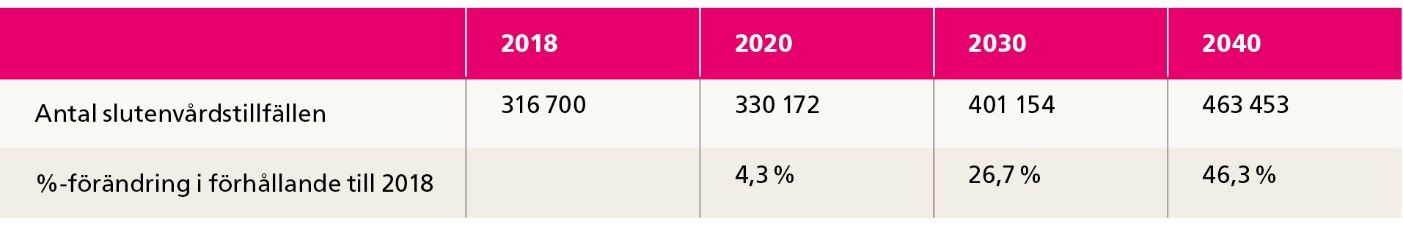 2018 2020 2030 2040
Antal slutenvårdstillfällen 316 700 330 172 401 154 463 453
%-förändring i förhållande till 2018 4,3 % 26,7 % 46,3 %